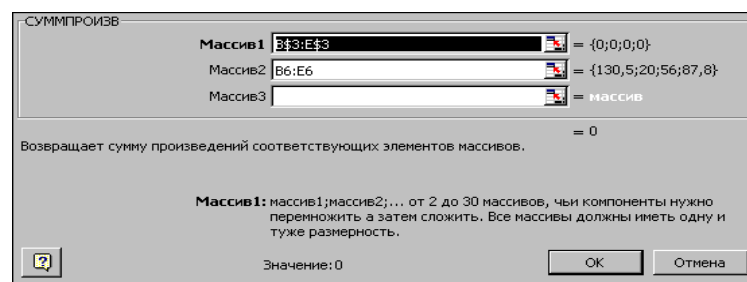 СУММПРОИЗВ
Массив1 B$3:E$3 = {0;0;0;0}
Массив2 B6:E6 = {130,5;20;56;87,8}
Массив3 = массив
= 0
Возвращает сумму произведений соответствующих элементов массивов.
Массив1: массив1;массив2;... от 2 до 30 массивов, чьи компоненты нужно
перемножить а затем сложить. Все массивы должны иметь одну и
туже размерность.
Значение:0 OK Отмена